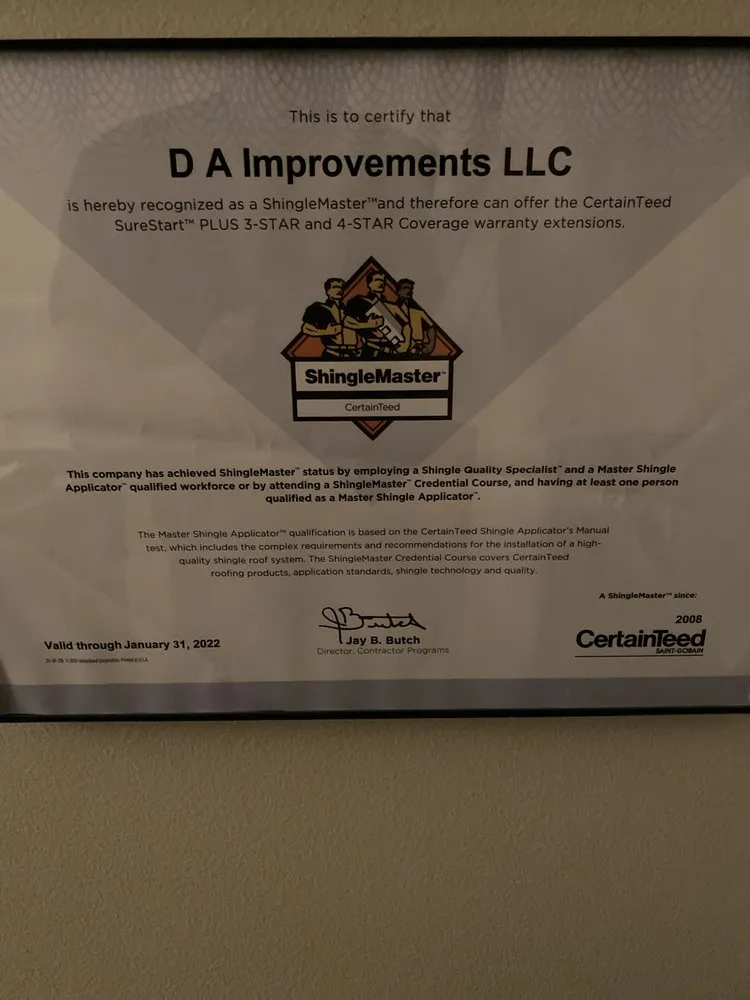 This is to certify that
D A Improvements LLC
is hereby recognized as a ShingleMaster™and therefore can offer the CertainTeed
SureStart™ PLUS 3-STAR and 4-STAR Coverage warranty extensions.
ShingleMaster™
CertainTeed
This company has achieved ShingleMaster™ status by employing a Shingle Quality Specialist™ and a Master Shingle
Applicator™ qualified workforce or by attending a ShingleMaster™ Credential Course, and having at least one person
qualified as a Master Shingle Applicator™.
The Master Shingle Applicator™ qualification is based on the CertainTeed Shingle Applicator's Manual
test, which includes the complex requirements and recommendations for the installation of a high-
quality shingle roof system. The ShingleMaster Credential Course covers CertainTeed
roofing products, application standards, shingle technology and quality.
A ShingleMaster™ since:
2008
CertainTeed
SAINT-GOBAIN
JBButch
Jay B. Butch
Director, Contractor Programs
Valid through January 31, 2022